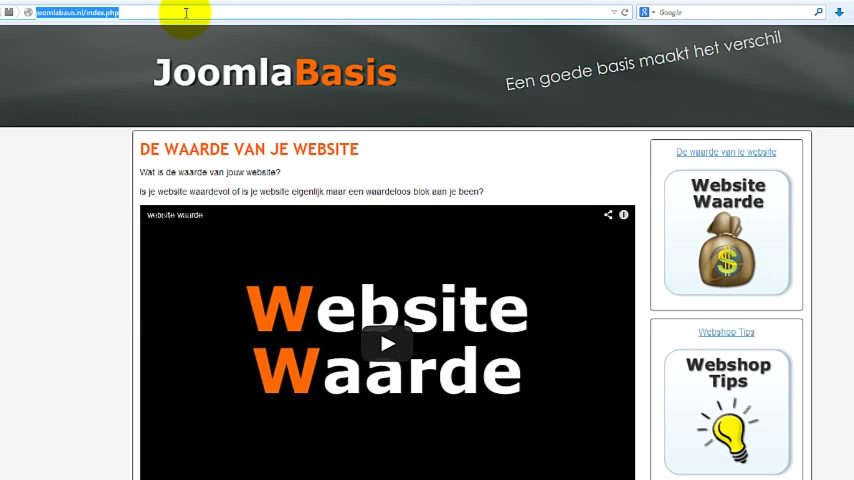 joomlabasis.nl/index.php
Google
JoomlaBasis
Een goede basis maakt het verschil
DE WAARDE VAN JE WEBSITE
Wat is de waarde van jouw website?
Is je website waardevol of is je website eigenlijk maar een waardeloos blok aan je been?
website waarde
Website
Waarde
De waarde van je website
Website
Waarde
$
Webshop Tips
Webshop
Tips